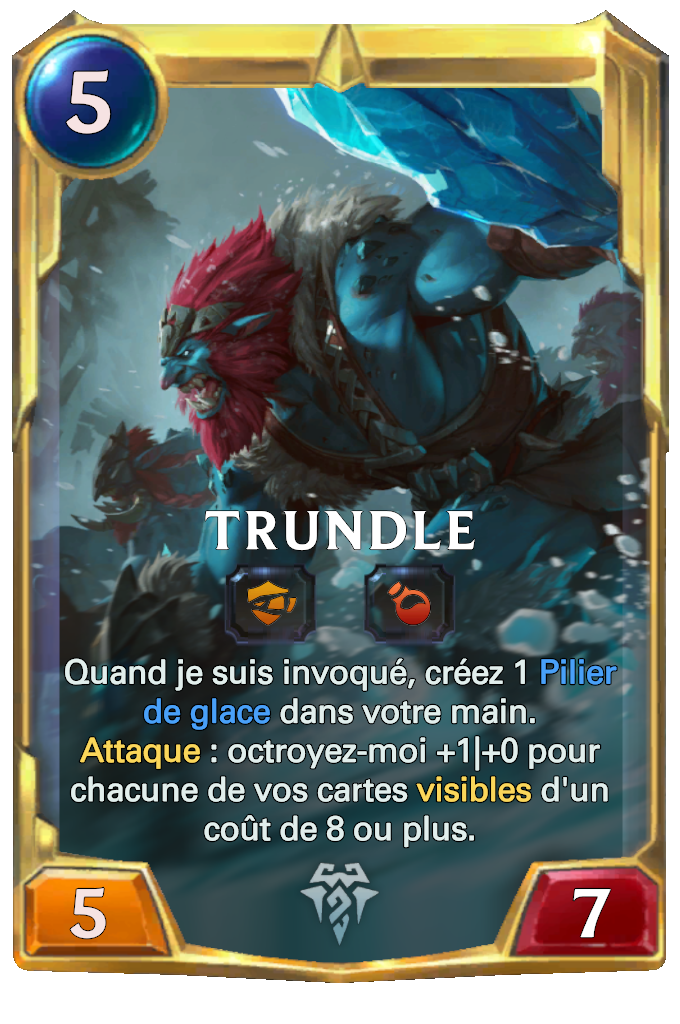 5
TRUNDLE
Quand je suis invoqué, créez 1 Pilier
de glace dans votre main.
Attaque : octroyez-moi +1|+0 pour
chacune de vos cartes visibles d'un
coût de 8 ou plus.
5
7